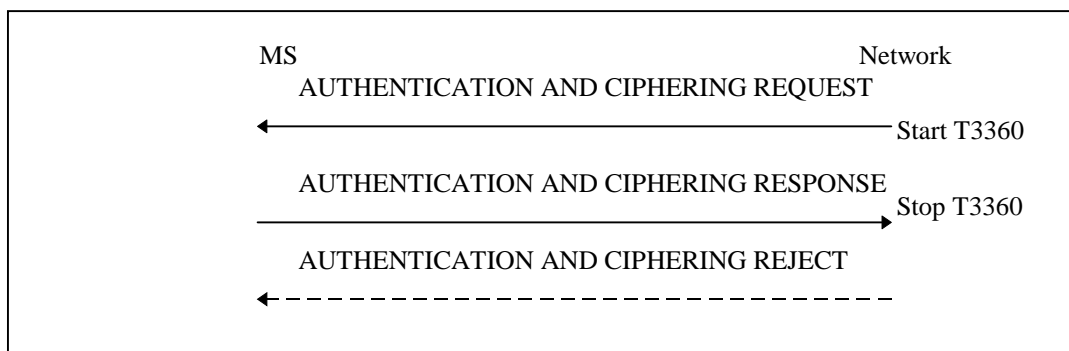 MS Network
AUTHENTICATION AND CIPHERING REQUEST
Start T3360
AUTHENTICATION AND CIPHERING RESPONSE
Stop T3360
AUTHENTICATION AND CIPHERING REJECT